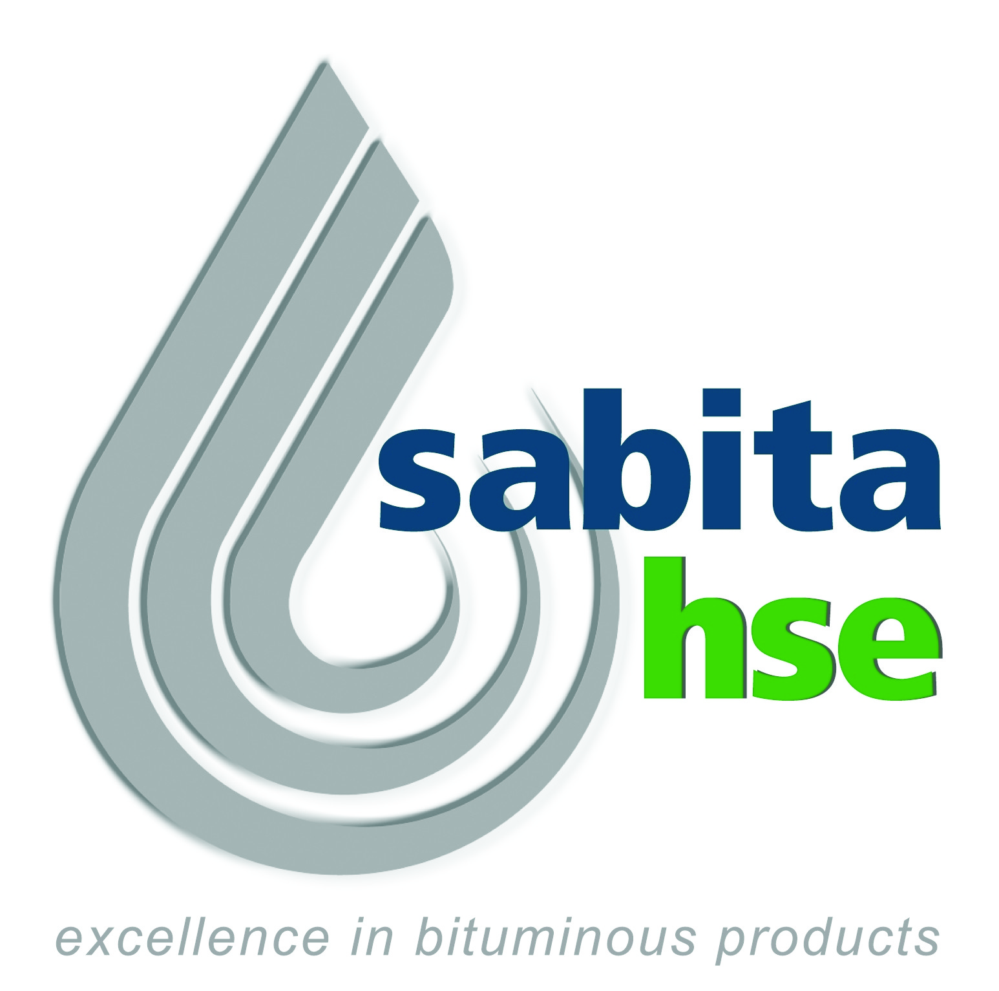 sabita
hse
excellence in bituminous products